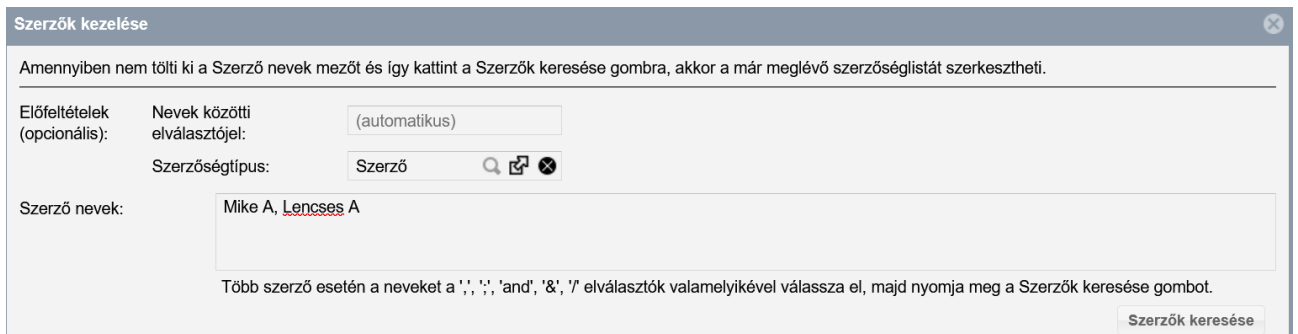 Szerzők kezelése
Amennyiben nem tölti ki a Szerző nevek mezőt és így kattint a Szerzők keresése gombra, akkor a már meglévő szerzőséglistát szerkesztheti.
Előfeltételek
(opcionális):
Nevek közötti
elválasztójel:
(automatikus)
Szerzőségtípus:
Szerző
Szerző nevek:
Mike A, Lencses A
Több szerző esetén a neveket a ',', ';', 'and', '&', '/' elválasztók valamelyikével válassza el, majd nyomja meg a Szerzők keresése gombot.
Szerzők keresése